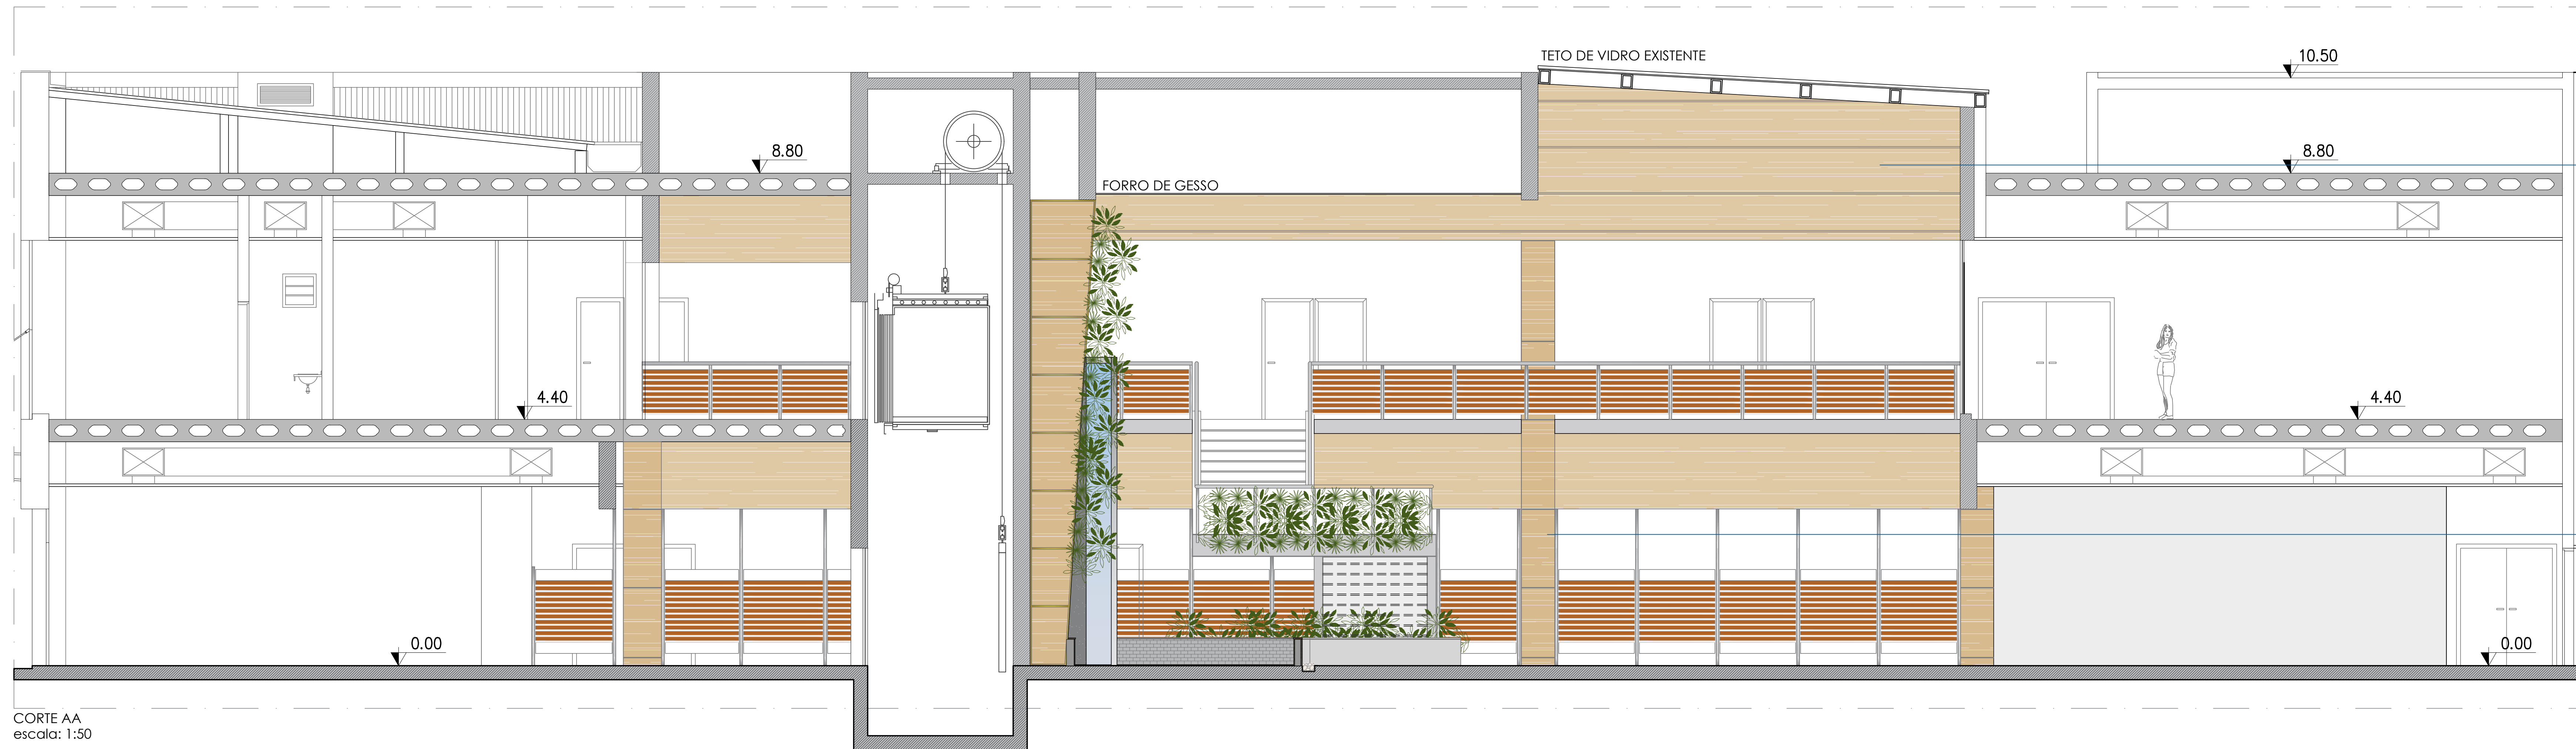 TETO DE VIDRO EXISTENTE
10.50
8.80
8.80
FORRO DE GESSO
4.40
4.40
0.00
0.00
CORTE AA
escala: 1:50